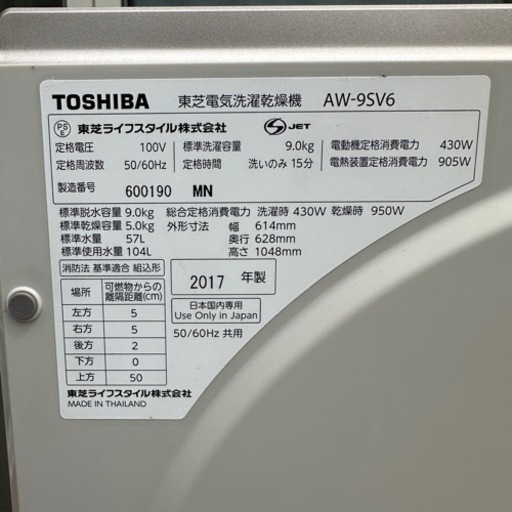 TOSHIBA 東芝電気洗濯乾燥機 AW-9SV6
PS E 東芝ライフスタイル株式会社 S JET
定格電圧 100V 標準洗濯容量 9.0kg 電動機定格消費電力 430W
定格周波数 50/60Hz 定格時間 洗いのみ 15分 電熱装置定格消費電力 905W
製造番号 600190 MN
標準脱水容量 9.0kg 総合定格消費電力 洗濯時 430W 乾燥時 950W
標準乾燥容量 5.0kg 外形寸法 幅 614mm
標準水量 57L 奥行 628mm
標準使用水量 104L 高さ 1048mm
消防法 基準適合 組込形
場所 可燃物からの離隔距離(cm)
左方 5
右方 5
後方 2
下方 0
上方 50
2017 年製
日本国内専用
Use Only in Japan
50/60Hz 共用
東芝ライフスタイル株式会社
MADE IN THAILAND